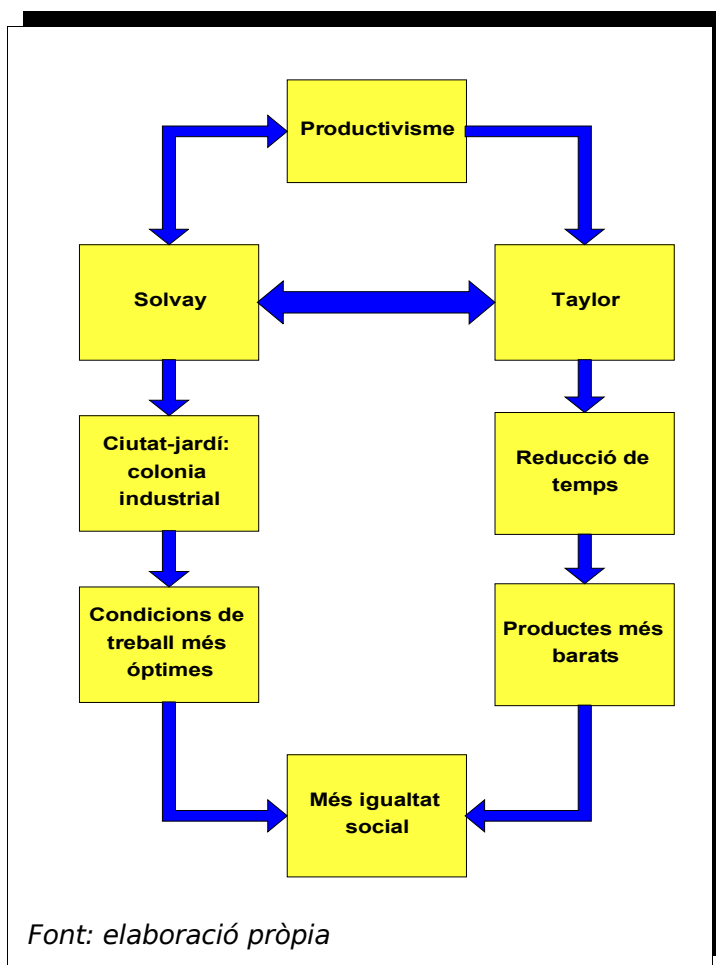 Productivisme
Solvay
Taylor
Ciutat-jardí:
colonia
industrial
Reducció de
temps
Condicions de
treball més
óptimes
Productes més
barats
Més igualtat
social
Font: elaboració pròpia